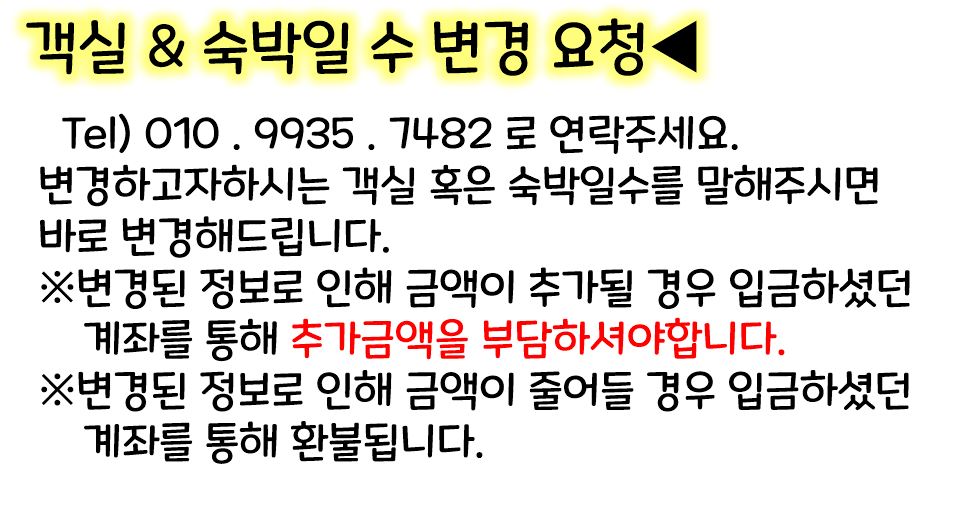 객실 & 숙박일 수 변경 요청◀
Tel) 010 . 9935 . 7482 로 연락주세요.
변경하고자하시는 객실 혹은 숙박일수를 말해주시면
바로 변경해드립니다.
※변경된 정보로 인해 금액이 추가될 경우 입금하셨던
계좌를 통해 추가금액을 부담하셔야합니다.
※변경된 정보로 인해 금액이 줄어들 경우 입금하셨던
계좌를 통해 환불됩니다.